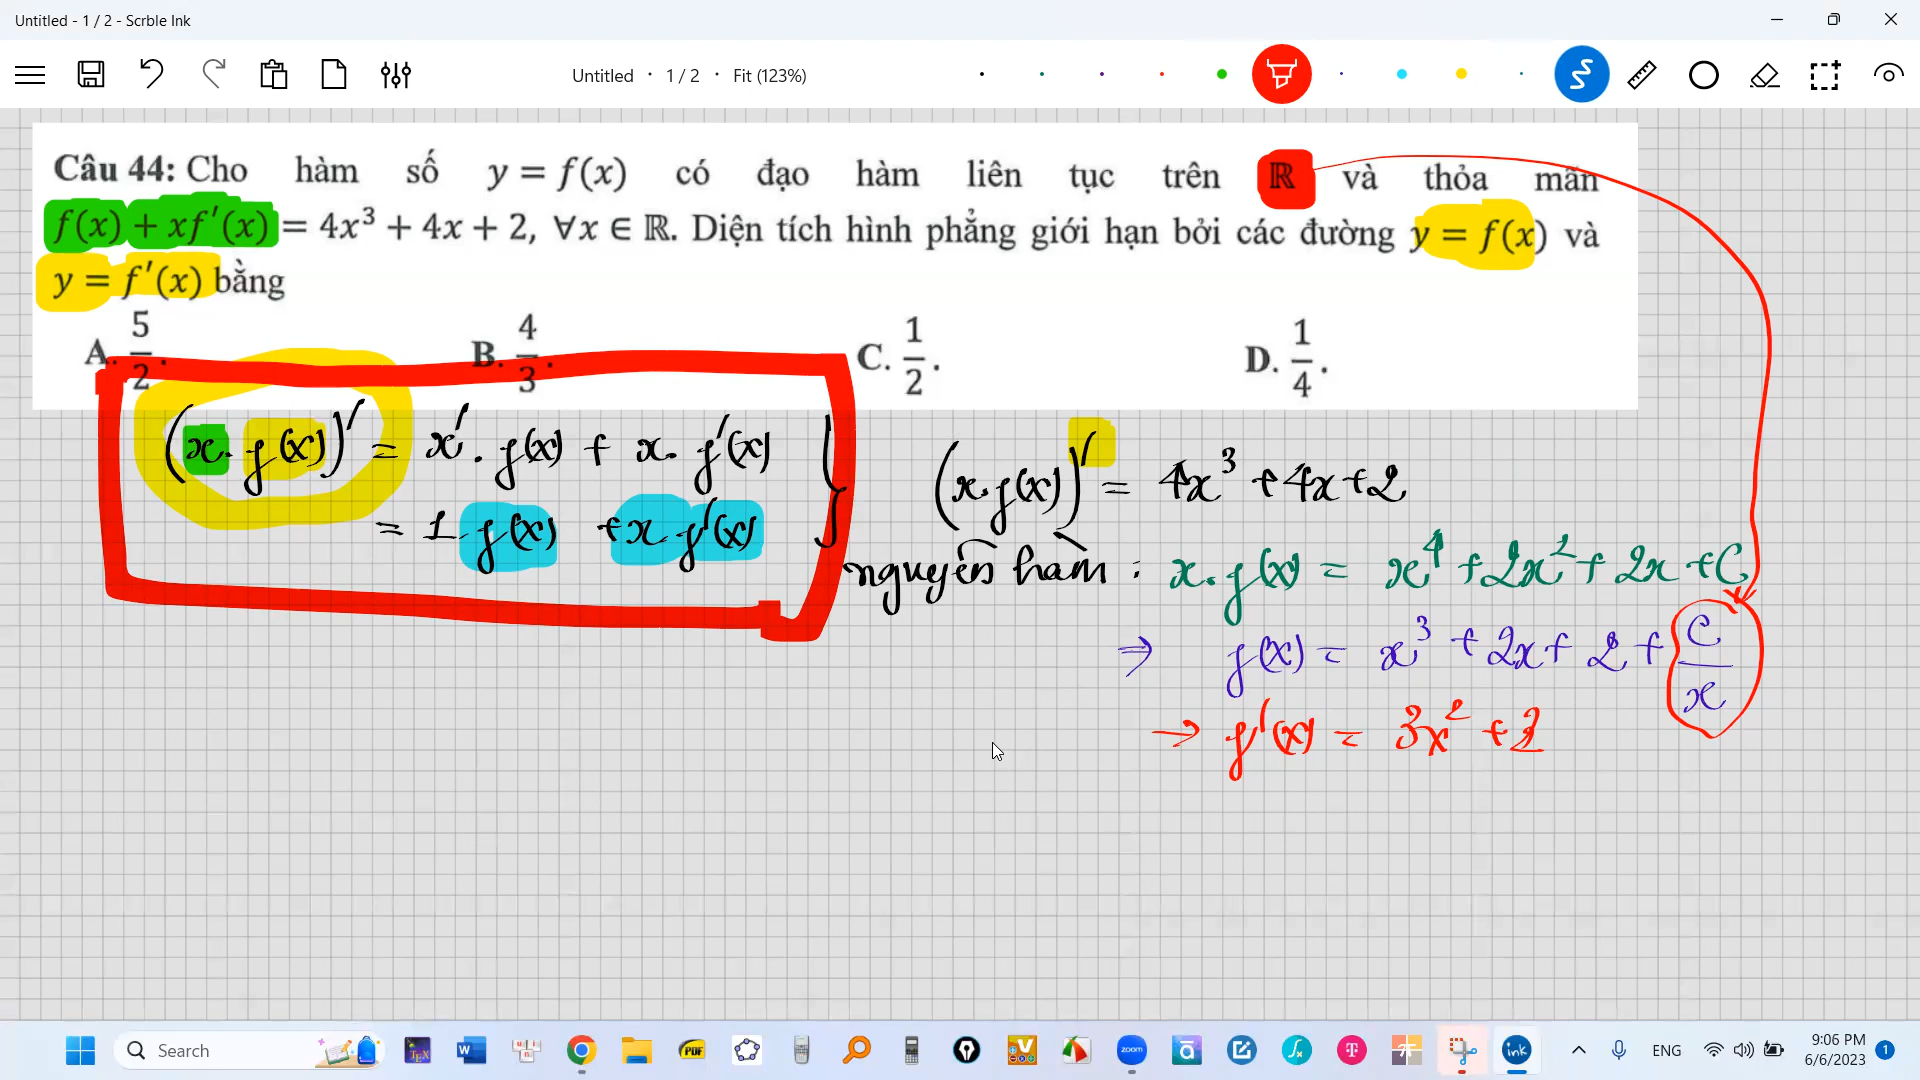 Untitled - 1 / 2 - Scrble Ink
Untitled · 1 / 2 · Fit (123%)
Câu 44: Cho hàm số y = f(x) có đạo hàm liên tục trên ℝ và thỏa mãn
f(x) + xf'(x) = 4x³ + 4x + 2, ∀x ∈ ℝ. Diện tích hình phẳng giới hạn bởi các đường y = f(x) và
y = f'(x) bằng
A. 5/2. B. 4/3. C. 1/2. D. 1/4.
(x. f(x))' = x'. f(x) + x. f'(x)
= 1. f(x) + x f'(x)
(x. f(x))' = 4x³ + 4x + 2
nguyên hàm : x. f(x) = x⁴ + 2x² + 2x + C
⇒ f(x) = x³ + 2x + 2 + C/x
→ f'(x) = 3x² + 2
Search
ENG
9:06 PM
6/6/2023
1